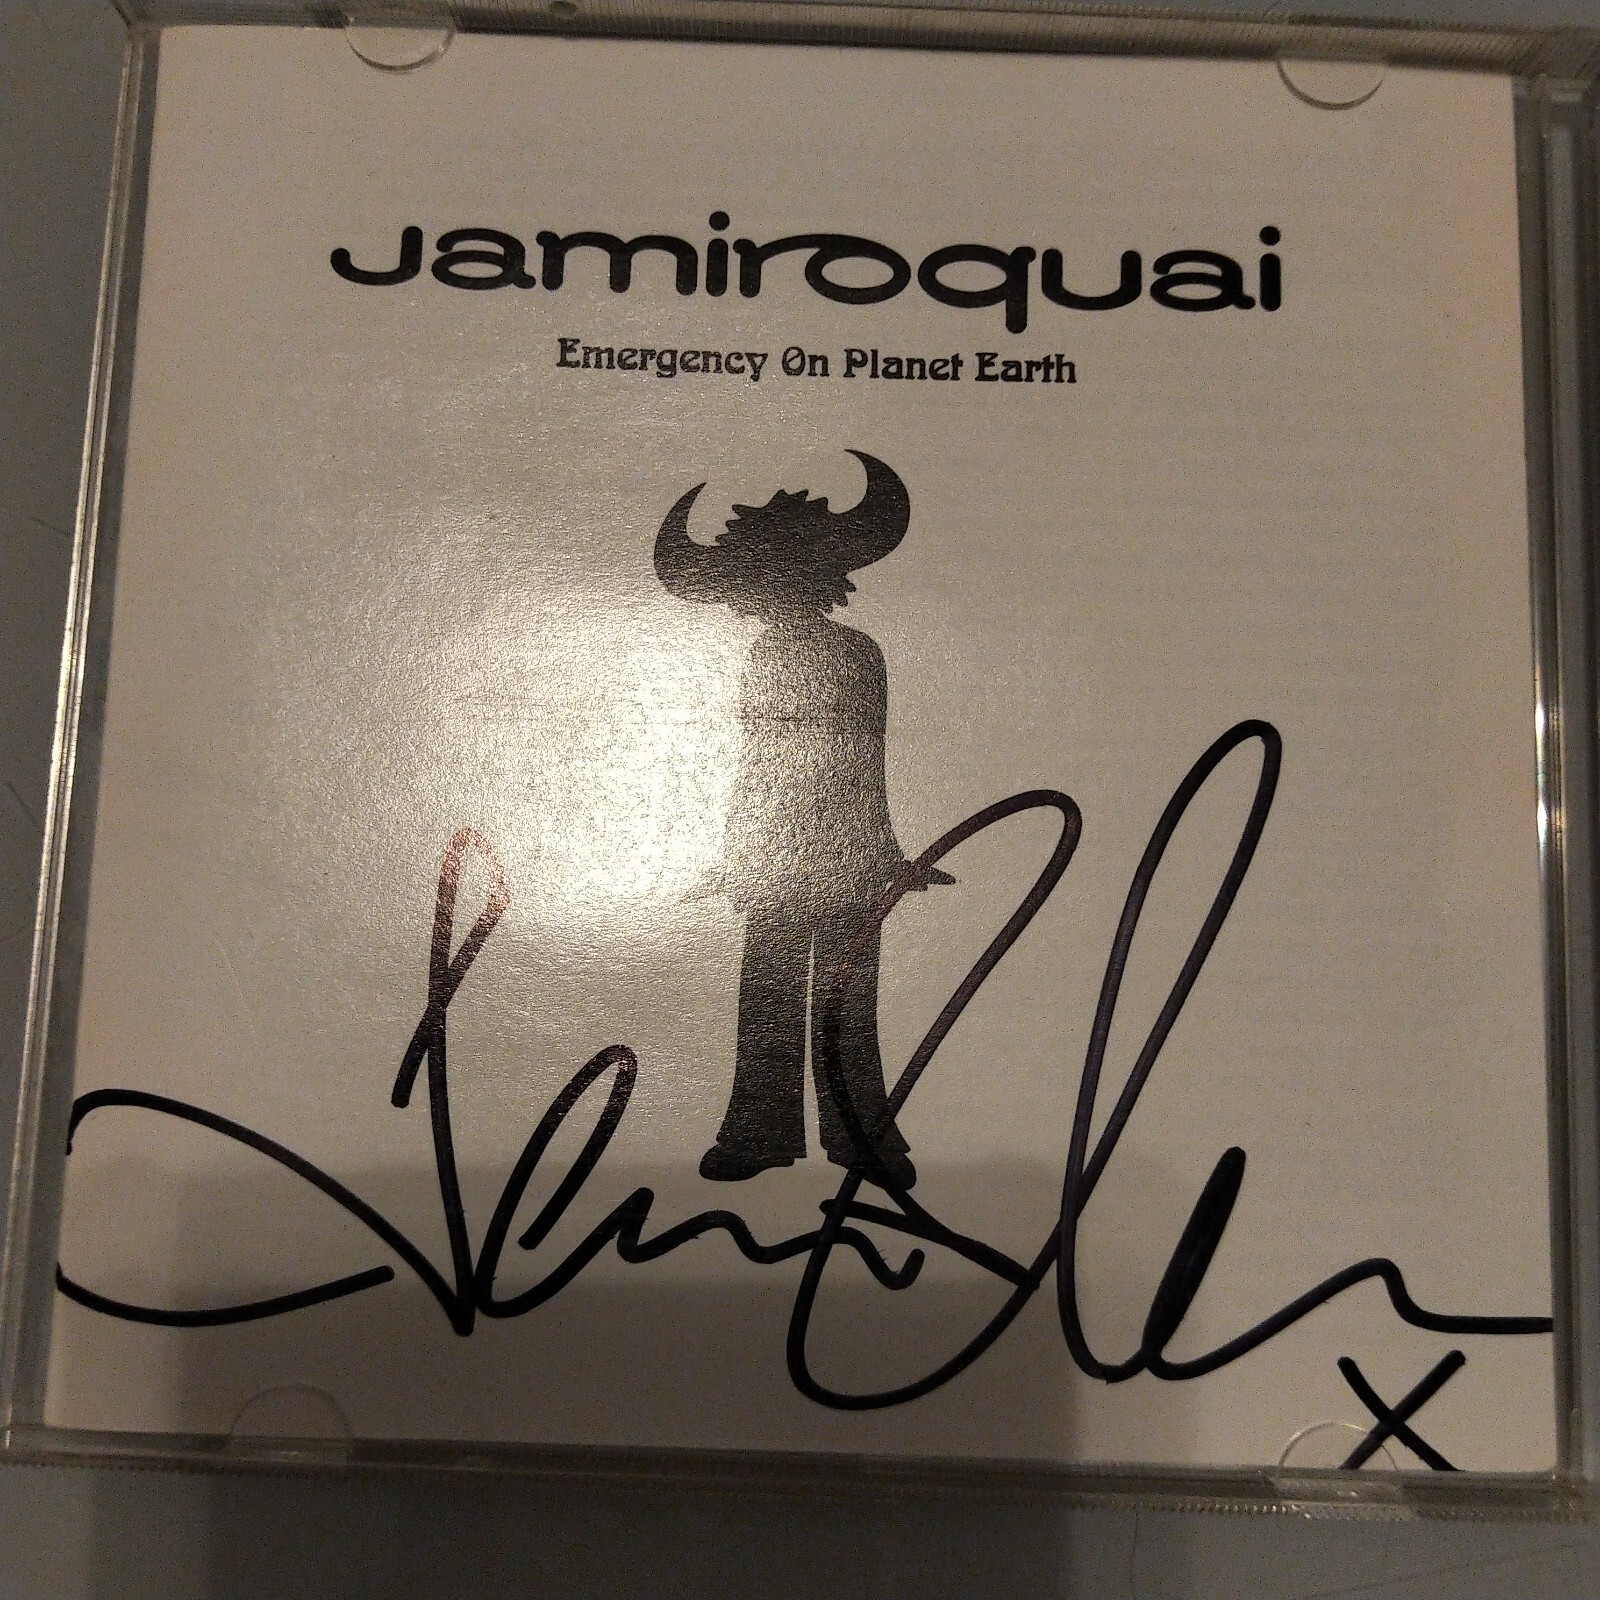 Jamiroquai
Emergency On Planet Earth
X